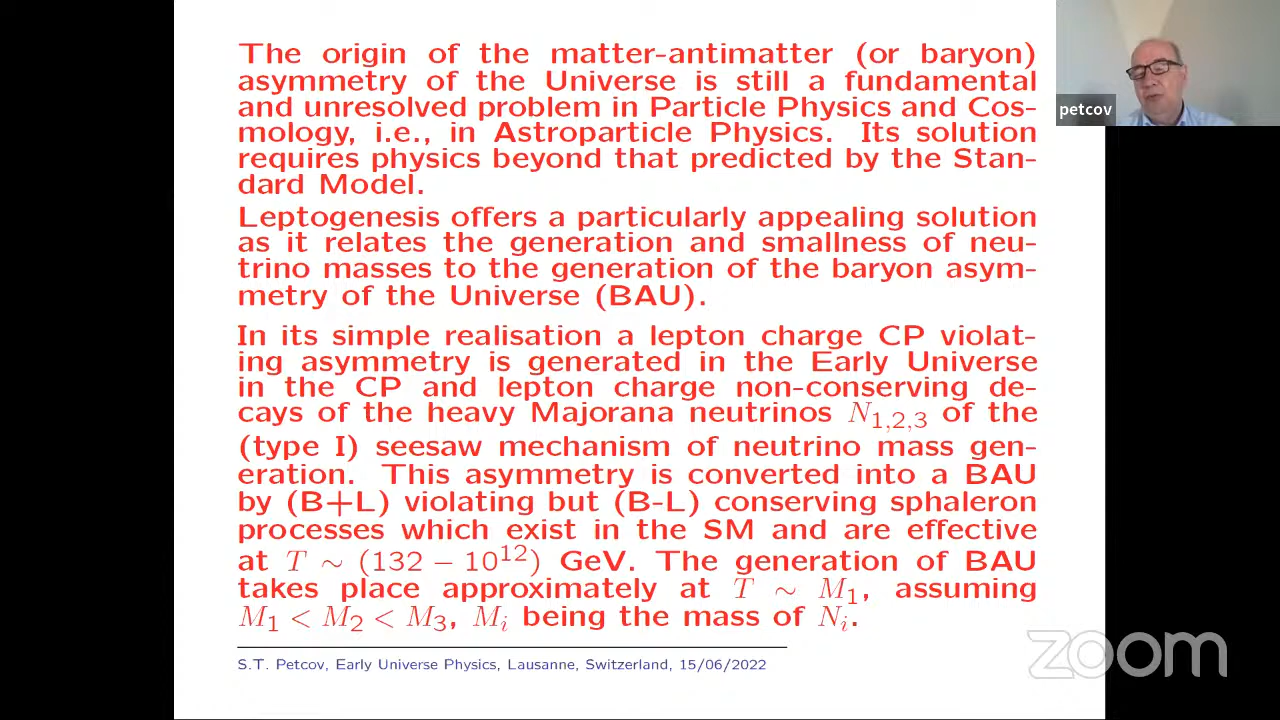 The origin of the matter-antimatter (or baryon)
asymmetry of the Universe is still a fundamental
and unresolved problem in Particle Physics and Cos-
mology, i.e., in Astroparticle Physics. Its solution
requires physics beyond that predicted by the Stan-
dard Model.
Leptogenesis offers a particularly appealing solution
as it relates the generation and smallness of neu-
trino masses to the generation of the baryon asym-
metry of the Universe (BAU).
In its simple realisation a lepton charge CP violat-
ing asymmetry is generated in the Early Universe
in the CP and lepton charge non-conserving de-
cays of the heavy Majorana neutrinos N₁,₂,₃ of the
(type I) seesaw mechanism of neutrino mass gen-
eration. This asymmetry is converted into a BAU
by (B+L) violating but (B-L) conserving sphaleron
processes which exist in the SM and are effective
at T ∼ (132 − 10¹²) GeV. The generation of BAU
takes place approximately at T ∼ M₁, assuming
M₁ < M₂ < M₃, Mᵢ being the mass of Nᵢ.
S.T. Petcov, Early Universe Physics, Lausanne, Switzerland, 15/06/2022
petcov
zoom